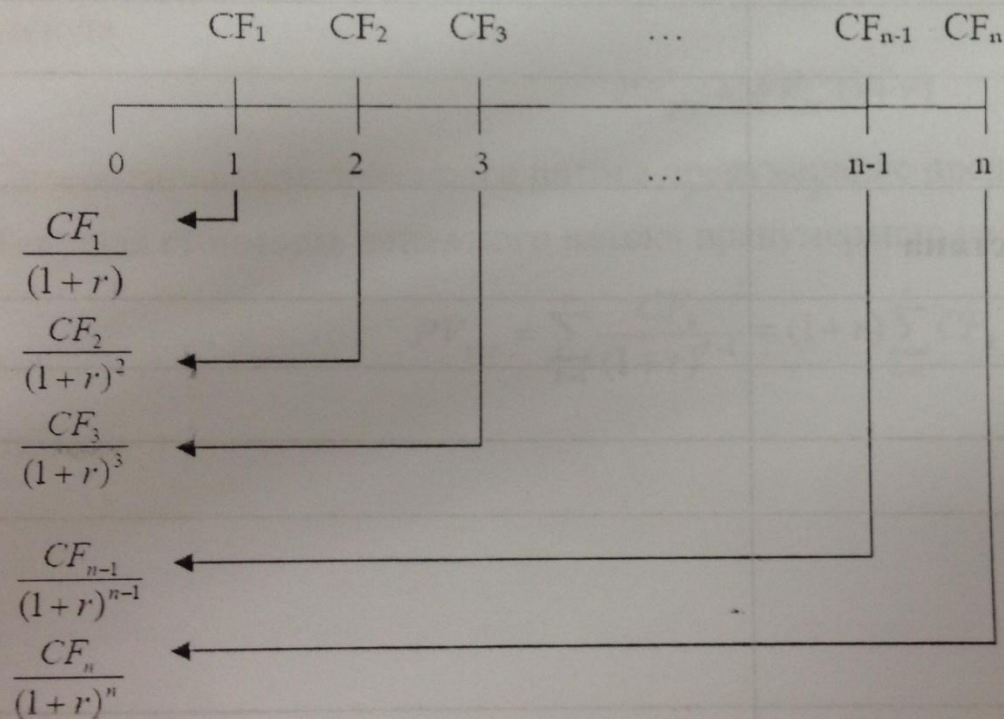 CF₁ CF₂ CF₃ ... CFₙ₋₁ CFₙ
0 1 2 3 ... n-1 n
CF₁
(1+r)
CF₂
(1+r)²
CF₃
(1+r)³
CFₙ₋₁
(1+r)ⁿ⁻¹
CFₙ
(1+r)ⁿ